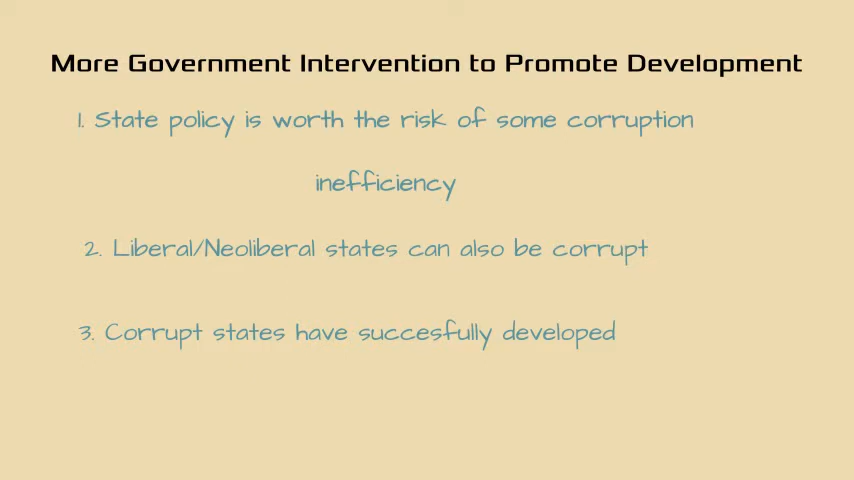 More Government Intervention to Promote Development
1. State policy is worth the risk of some corruption
inefficiency
2. Liberal/Neoliberal states can also be corrupt
3. Corrupt states have succesfully developed